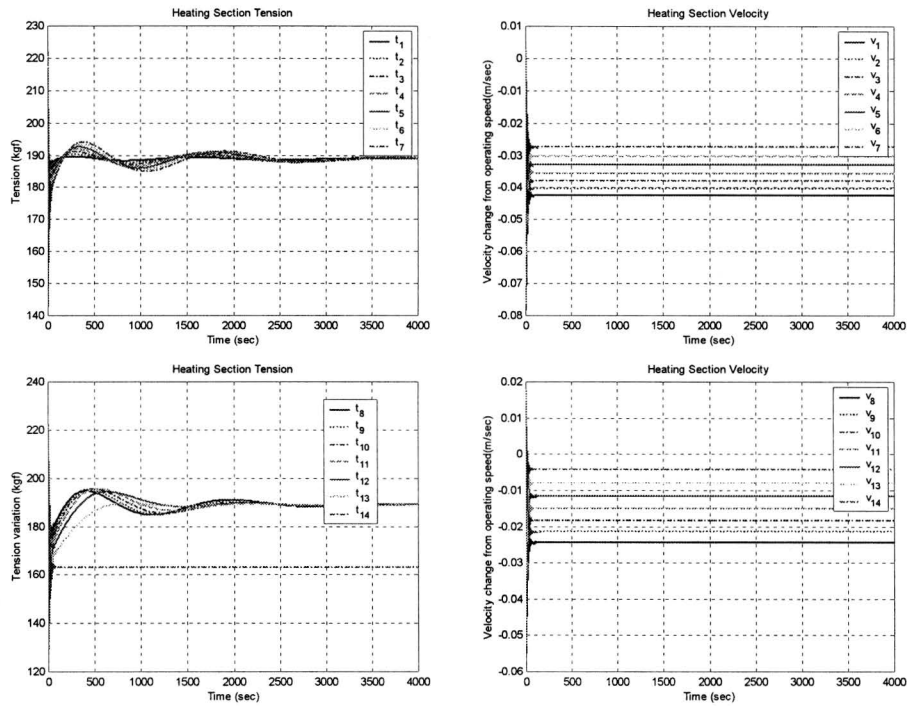 Heating Section Tension
Tension (kgf)
230
220
210
200
190
180
170
160
150
140
0 500 1000 1500 2000 2500 3000 3500 4000
Time (sec)
t1
t2
t3
t4
t5
t6
t7
Heating Section Velocity
Velocity change from operating speed(m/sec)
0.01
0
-0.01
-0.02
-0.03
-0.04
-0.05
-0.06
-0.07
-0.08
0 500 1000 1500 2000 2500 3000 3500 4000
Time (sec)
v1
v2
v3
v4
v5
v6
v7
Heating Section Tension
Tension variation (kgf)
240
220
200
180
160
140
120
0 500 1000 1500 2000 2500 3000 3500 4000
Time (sec)
t8
t9
t10
t11
t12
t13
t14
Heating Section Velocity
Velocity change from operating speed(m/sec)
0.02
0.01
0
-0.01
-0.02
-0.03
-0.04
-0.05
-0.06
0 500 1000 1500 2000 2500 3000 3500 4000
Time (sec)
v8
v9
v10
v11
v12
v13
v14